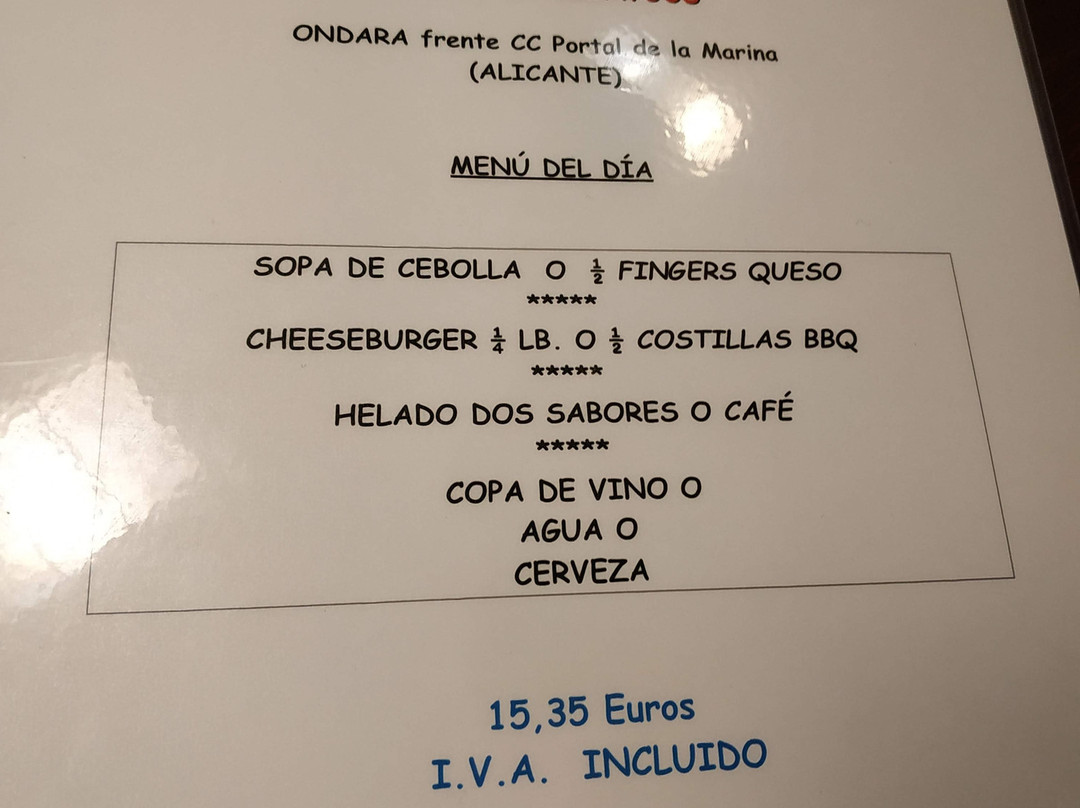 ONDARA frente CC Portal de la Marina
(ALICANTE)
MENÚ DEL DÍA
SOPA DE CEBOLLA O ½ FINGERS QUESO
*****
CHEESEBURGER ¼ LB. O ½ COSTILLAS BBQ
*****
HELADO DOS SABORES O CAFÉ
*****
COPA DE VINO O
AGUA O
CERVEZA
15,35 Euros
I.V.A. INCLUIDO